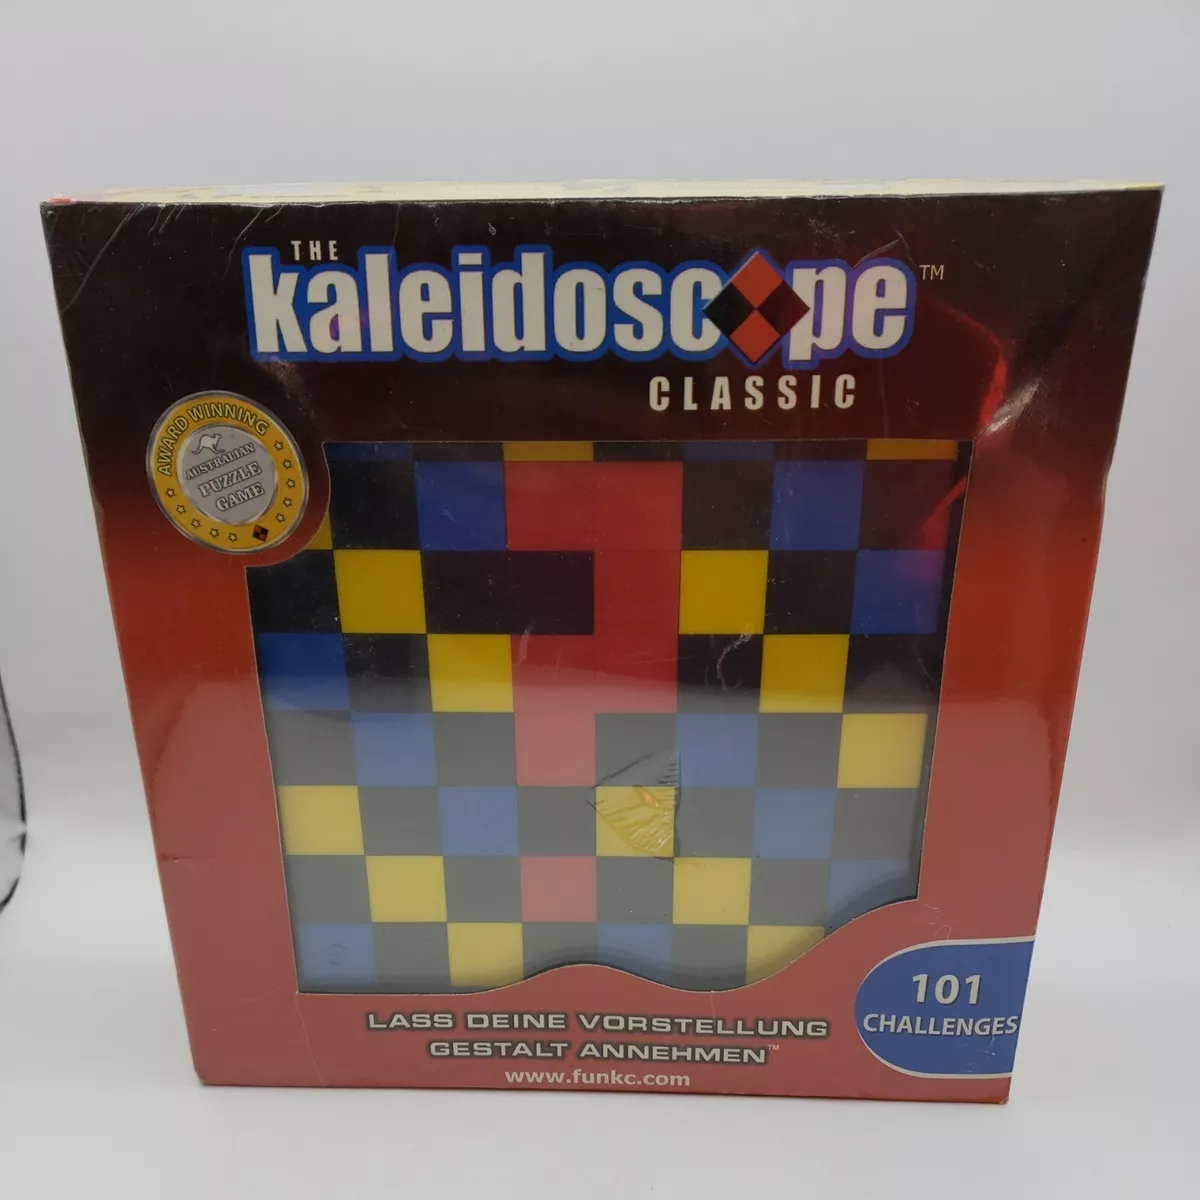 THE
kaleidoscope™
CLASSIC
AWARD WINNING
AUSTRALIAN
PUZZLE
GAME
101
CHALLENGES
LASS DEINE VORSTELLUNG
GESTALT ANNEHMEN™
www.funkc.com